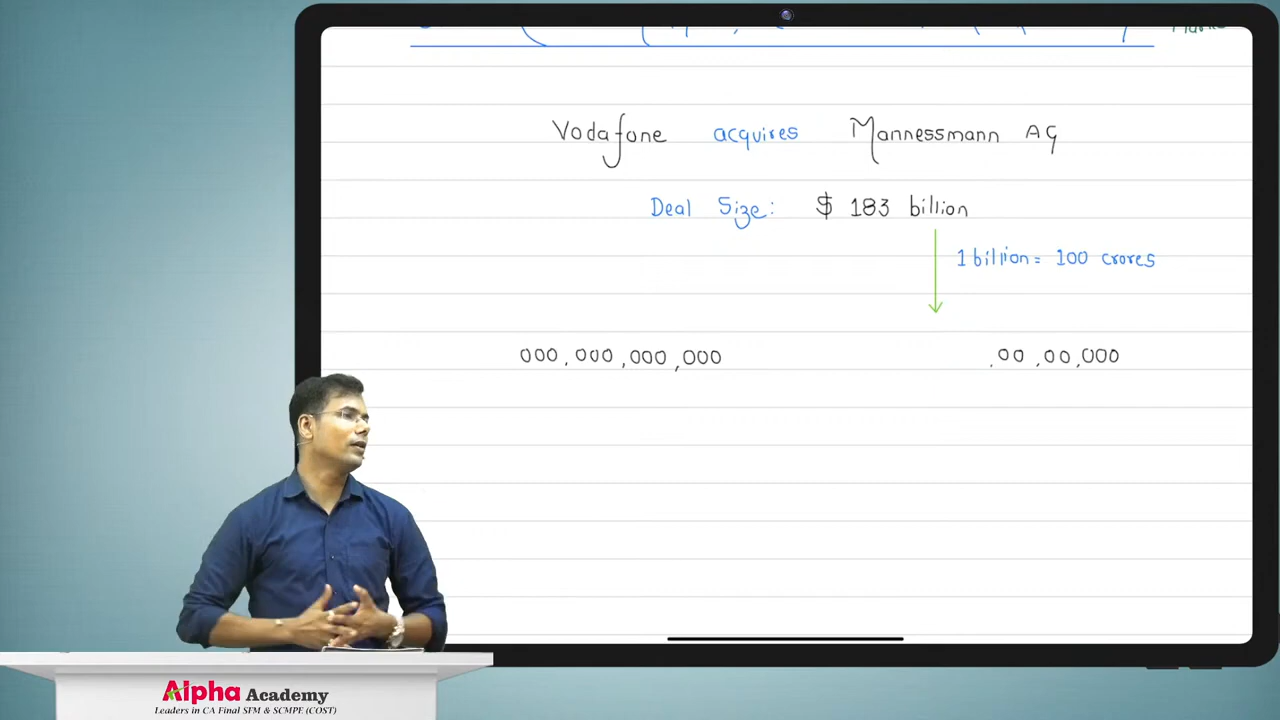 Vodafone acquires Mannessmann AG
Deal Size: $ 183 billion
1 billion = 100 crores
000,000,000,000 ,00,00,000
Alpha Academy
Leaders in CA Final SFM & SCMPE (COST)